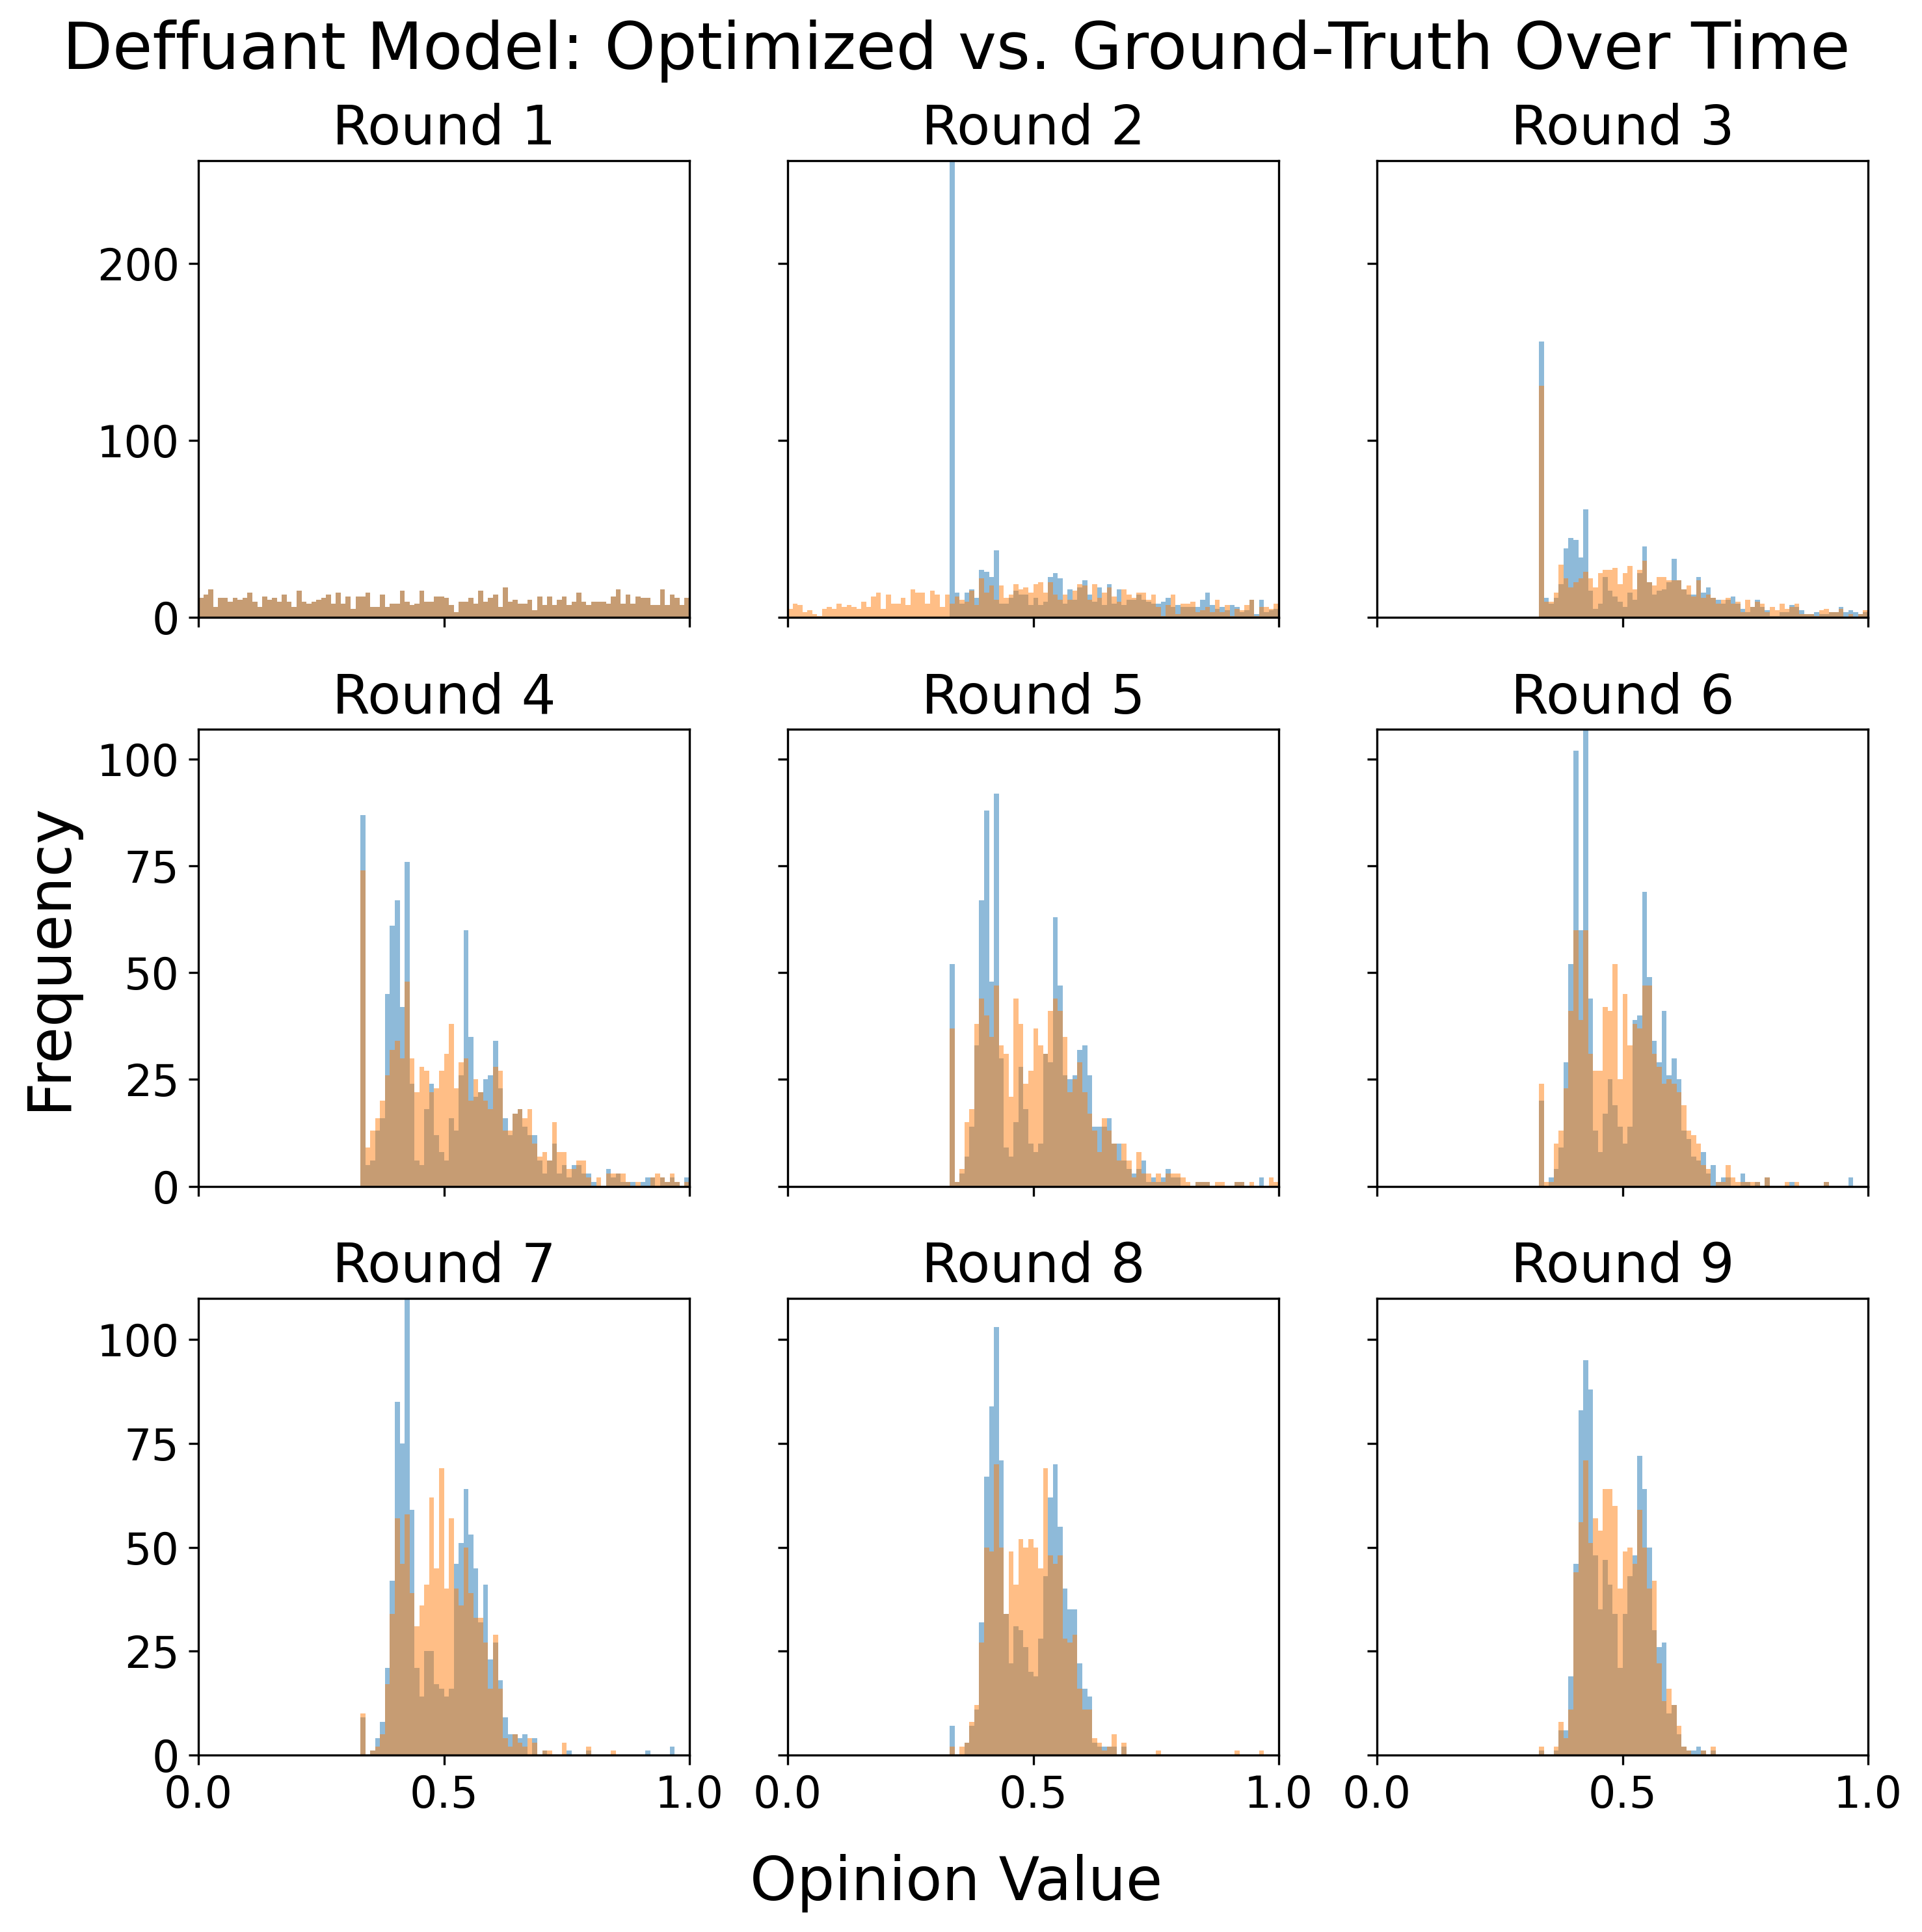 Deffuant Model: Optimized vs. Ground-Truth Over Time
Round 1
Round 2
Round 3
200
100
0
Round 4
Round 5
Round 6
100
75
50
25
0
Frequency
Round 7
Round 8
Round 9
100
75
50
25
0
0.0 0.5 1.0
0.0 0.5 1.0
0.0 0.5 1.0
Opinion Value